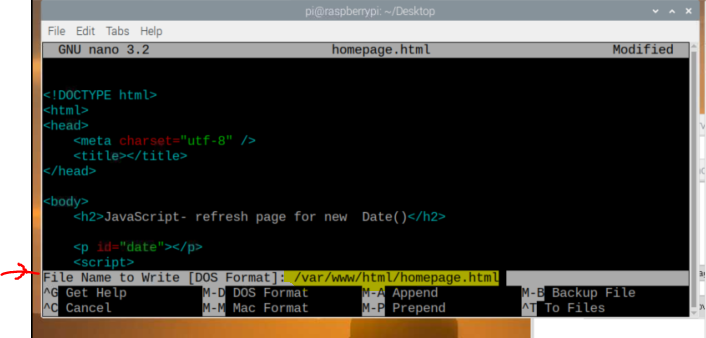 pi@raspberrypi: ~/Desktop
File Edit Tabs Help
GNU nano 3.2 homepage.html Modified
<!DOCTYPE html>
<html>
<head>
<meta charset="utf-8" />
<title></title>
</head>
<body>
<h2>JavaScript- refresh page for new  Date()</h2>
<p id="date"></p>
<script>
File Name to Write [DOS Format]: /var/www/html/homepage.html
^G Get Help M-D DOS Format M-A Append M-B Backup File
^C Cancel M-M Mac Format M-P Prepend ^T To Files